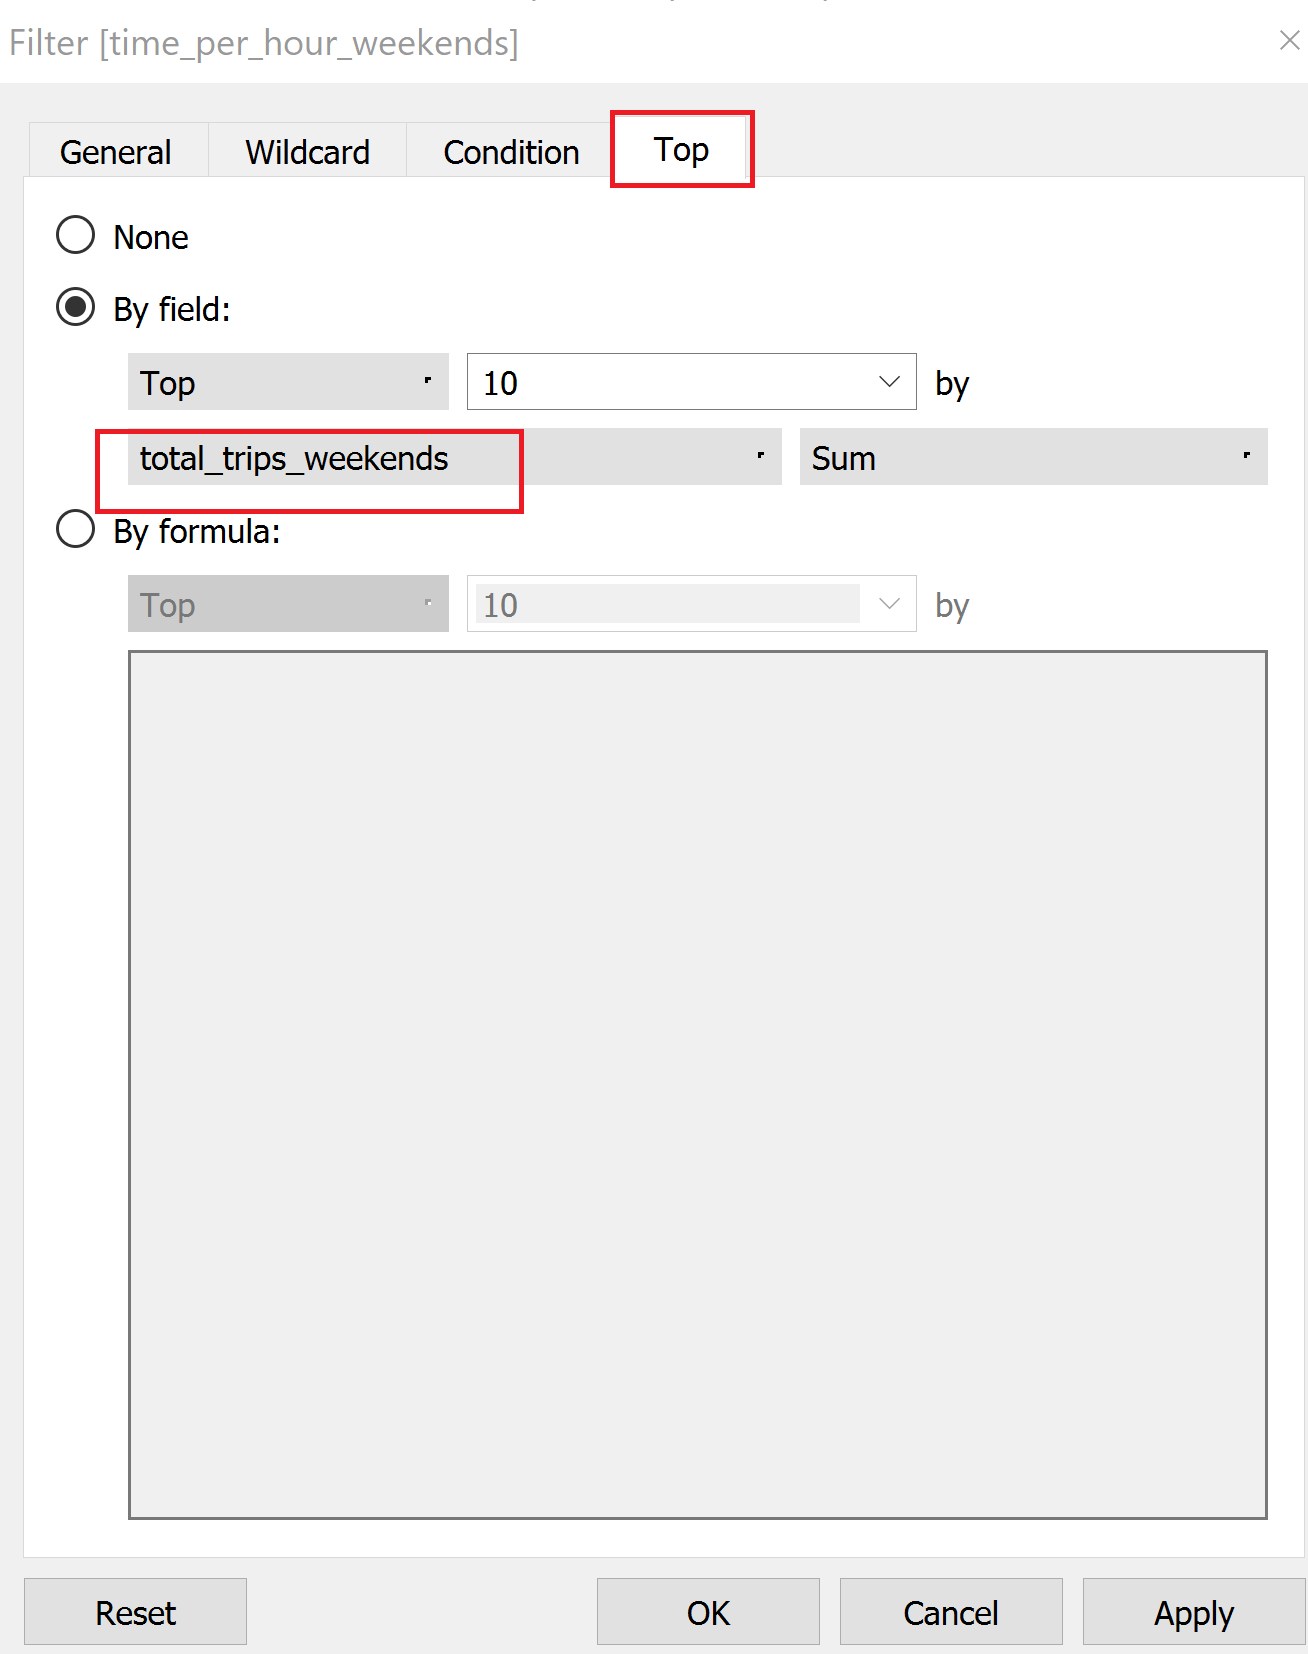 Filter [time_per_hour_weekends]
General Wildcard Condition Top
None
By field:
Top 10 by
total_trips_weekends Sum
By formula:
Top 10 by
Reset OK Cancel Apply